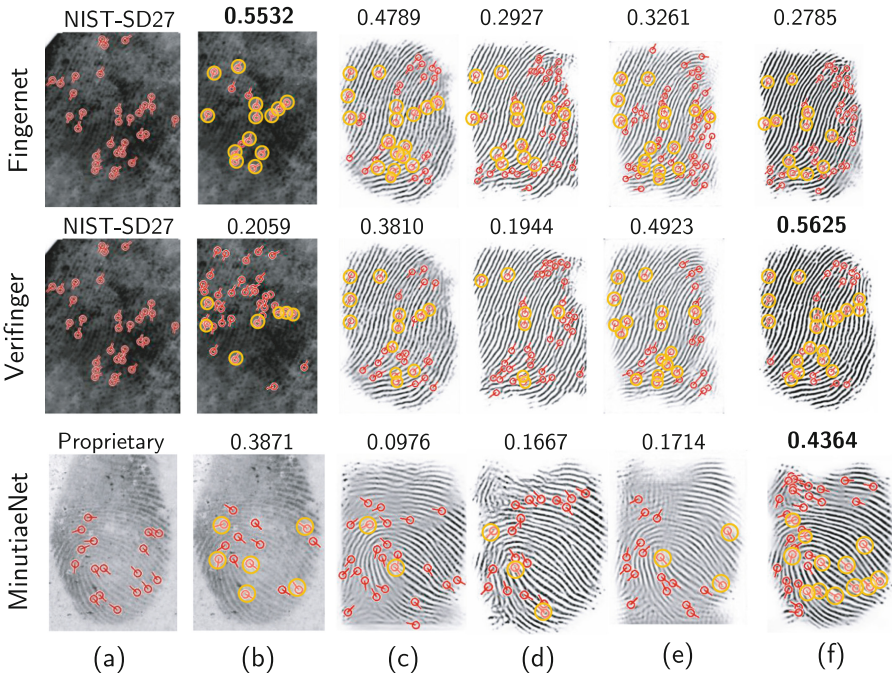 NIST-SD27 0.5532 0.4789 0.2927 0.3261 0.2785
Fingernet
NIST-SD27 0.2059 0.3810 0.1944 0.4923 0.5625
Verifinger
Proprietary 0.3871 0.0976 0.1667 0.1714 0.4364
MinutiaeNet
(a) (b) (c) (d) (e) (f)